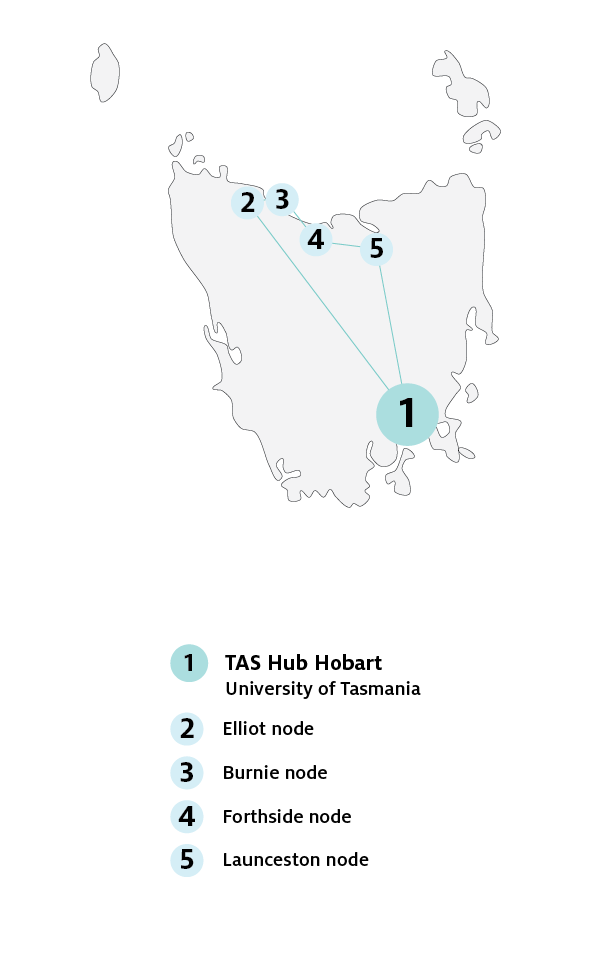 2
3
4
5
1
1 TAS Hub Hobart
University of Tasmania
2 Elliot node
3 Burnie node
4 Forthside node
5 Launceston node